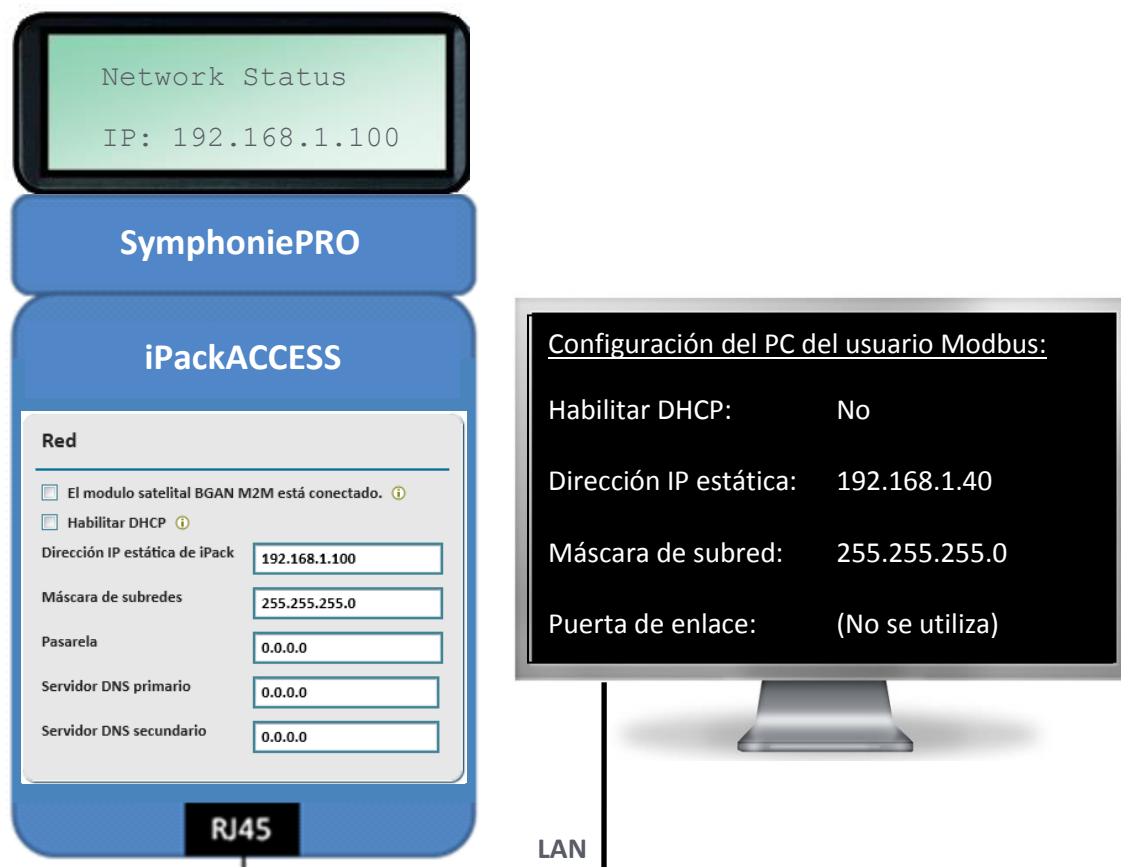 Network Status
IP: 192.168.1.100
SymphoniePRO
iPackACCESS
Red
El modulo satelital BGAN M2M está conectado.
Habilitar DHCP
Dirección IP estática de iPack 192.168.1.100
Máscara de subredes 255.255.255.0
Pasarela 0.0.0.0
Servidor DNS primario 0.0.0.0
Servidor DNS secundario 0.0.0.0
RJ45
Configuración del PC del usuario Modbus:
Habilitar DHCP: No
Dirección IP estática: 192.168.1.40
Máscara de subred: 255.255.255.0
Puerta de enlace: (No se utiliza)
LAN